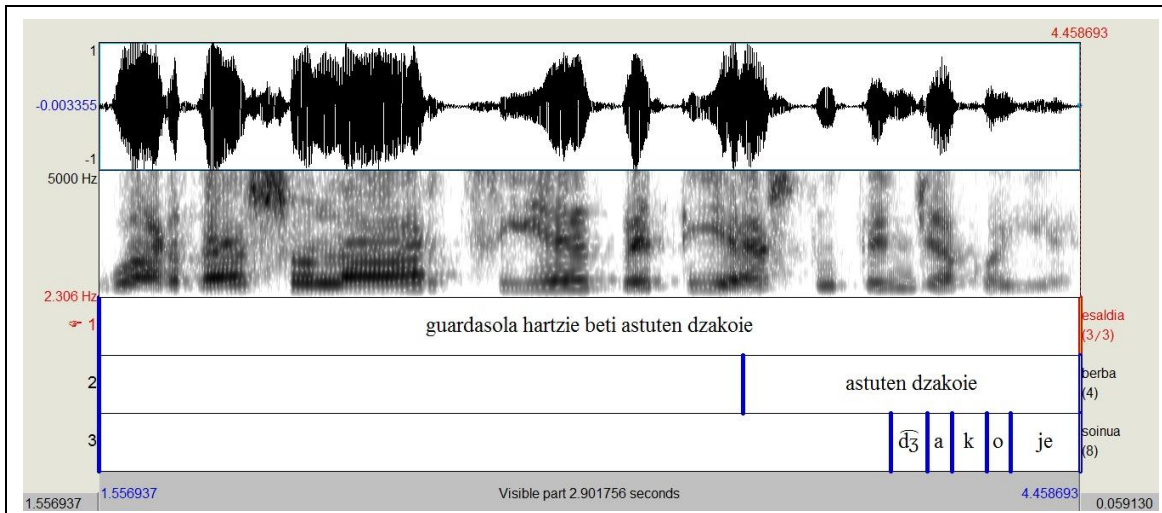 4.458693
1
-0.003355
-1
5000 Hz
2.306 Hz
☞ 1 guardasola hartzie beti astuten dzakoie esaldia
(3/3)
2 astuten dzakoie berba
(4)
3 d͡ʒ a k o je soinua
(8)
1.556937 1.556937 Visible part 2.901756 seconds 4.458693 0.059130